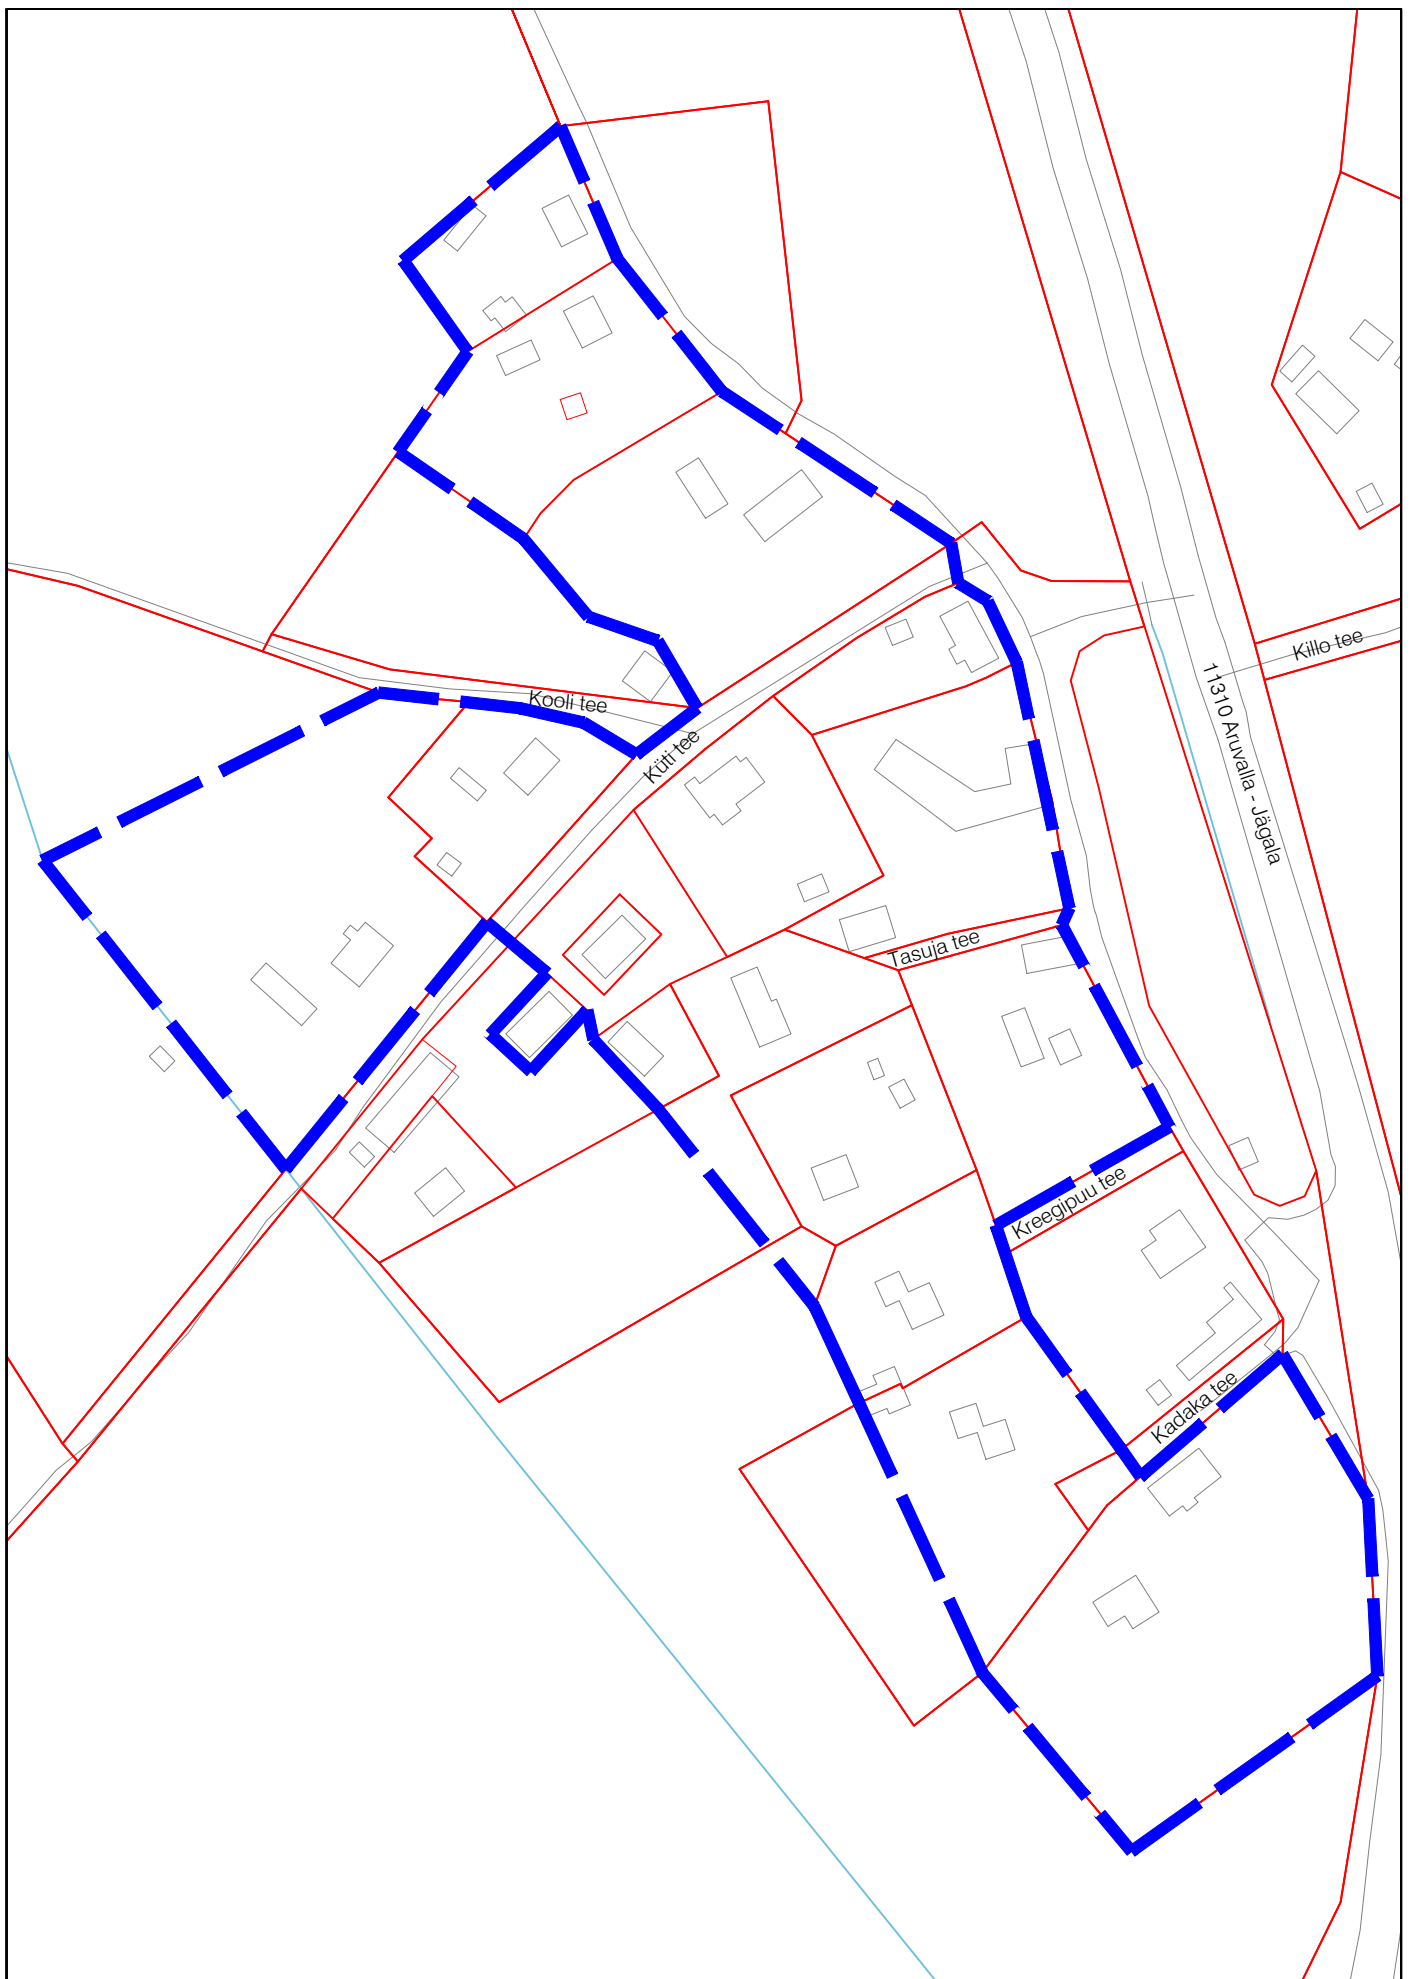 Killo tee
Kooli tee
Küti tee
11310 Aruvalla - Jägala
Tasuja tee
Kreegipuu tee
Kadaka tee